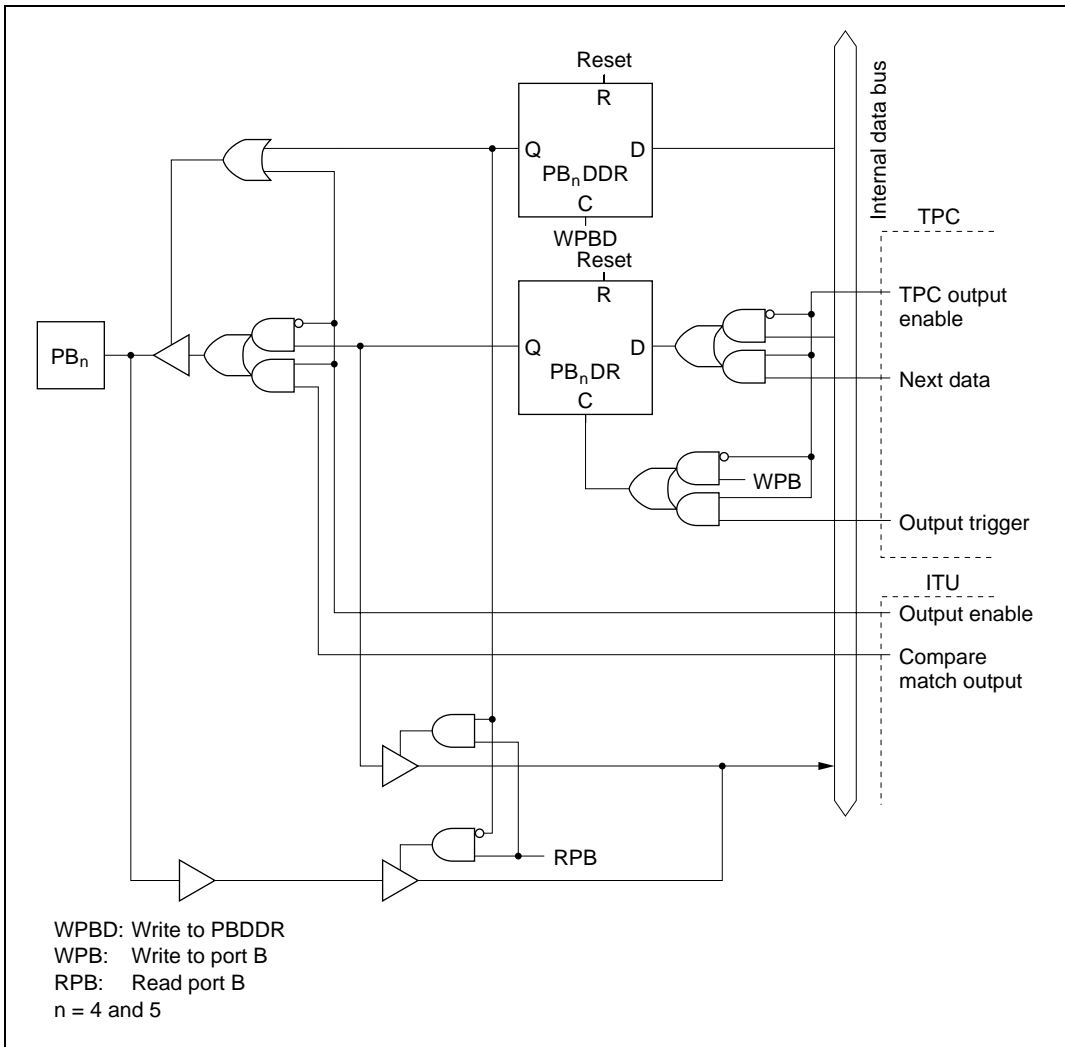 Reset
R
Q
D
PBnDDR
C
WPBD
Internal data bus
TPC
Reset
R
Q
D
PBnDR
C
TPC output
enable
Next data
PBn
WPB
Output trigger
ITU
Output enable
Compare
match output
RPB
WPBD: Write to PBDDR
WPB: Write to port B
RPB: Read port B
n = 4 and 5